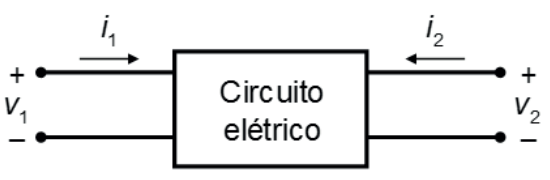 i1 i2
+ +
Circuito
v1 v2
elétrico
– –